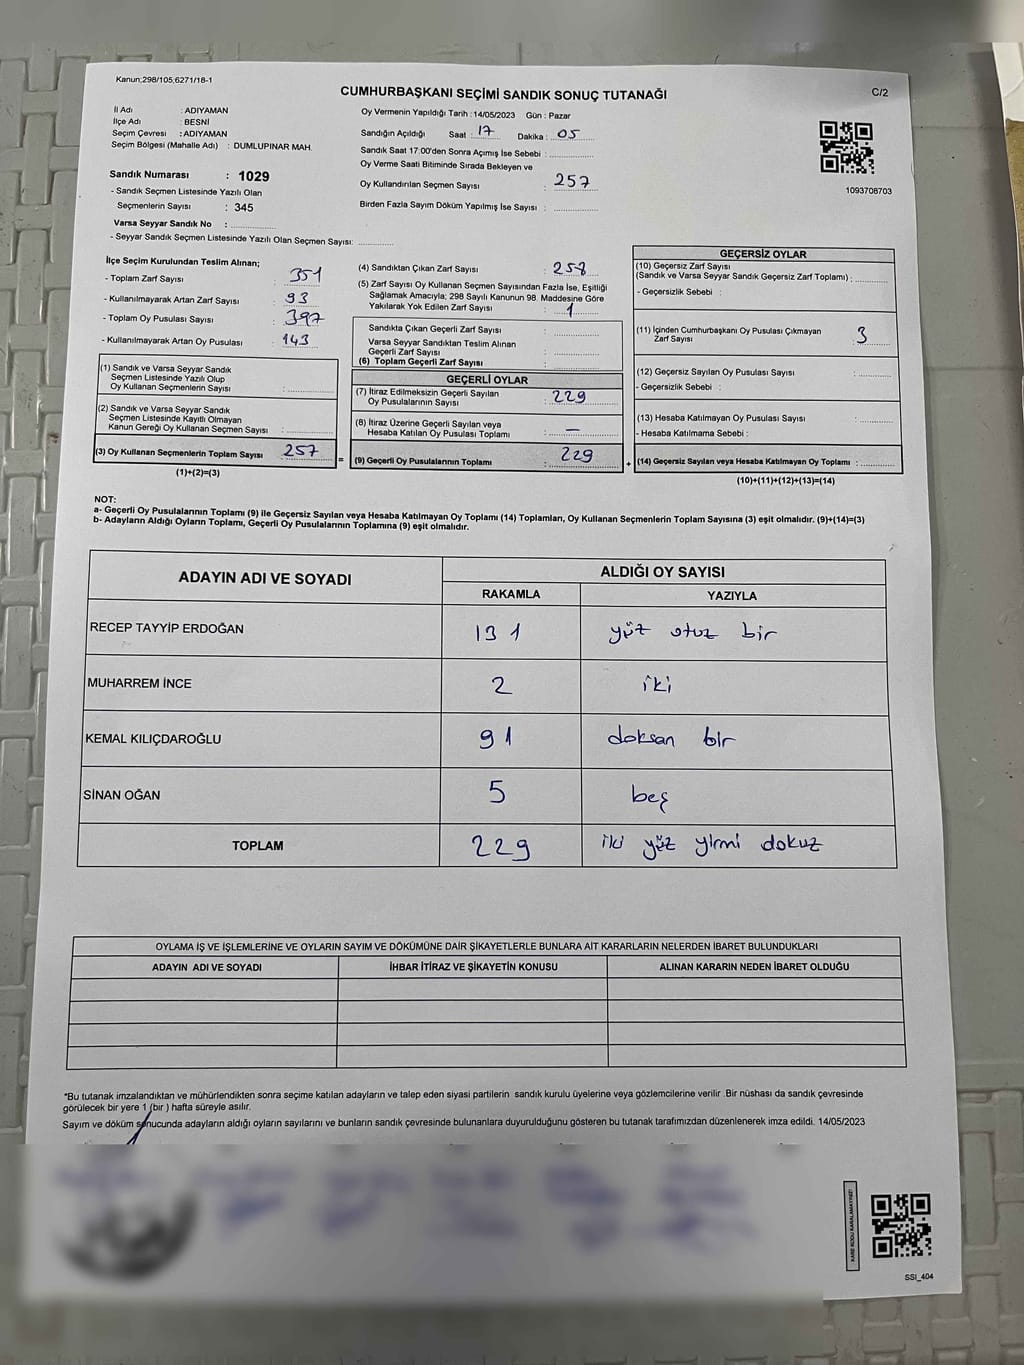 Kanun;298/105,6271/18-1
CUMHURBAŞKANI SEÇİMİ SANDIK SONUÇ TUTANAĞI
C/2
İl Adı : ADIYAMAN
İlçe Adı : BESNİ
Seçim Çevresi : ADIYAMAN
Seçim Bölgesi (Mahalle Adı) : DUMLUPINAR MAH.
Sandık Numarası : 1029
- Sandık Seçmen Listesinde Yazılı Olan
Seçmenlerin Sayısı : 345
Varsa Seyyar Sandık No :
- Seyyar Sandık Seçmen Listesinde Yazılı Olan Seçmen Sayısı:
Oy Vermenin Yapıldığı Tarih : 14/05/2023 Gün : Pazar
Sandığın Açıldığı Saat : 17 Dakika : 05
Sandık Saat 17:00'den Sonra Açımış İse Sebebi :
Oy Verme Saati Bitiminde Sırada Bekleyen ve
Oy Kullandırılan Seçmen Sayısı : 257
Birden Fazla Sayım Döküm Yapılmış İse Sayısı :
1093706703
İlçe Seçim Kurulundan Teslim Alınan;
- Toplam Zarf Sayısı : 351
- Kullanılmayarak Artan Zarf Sayısı : 93
- Toplam Oy Pusulası Sayısı : 397
- Kullanılmayarak Artan Oy Pusulası : 143
(1) Sandık ve Varsa Seyyar Sandık
Seçmen Listesinde Yazılı Olup
Oy Kullanan Seçmenlerin Sayısı :
(2) Sandık ve Varsa Seyyar Sandık
Seçmen Listesinde Kayıtlı Olmayan
Kanun Gereği Oy Kullanan Seçmen Sayısı :
(3) Oy Kullanan Seçmenlerin Toplam Sayısı 257
(1)+(2)=(3)
(4) Sandıktan Çıkan Zarf Sayısı : 258
(5) Zarf Sayısı Oy Kullanan Seçmen Sayısından Fazla İse, Eşitliği
Sağlamak Amacıyla; 298 Sayılı Kanunun 98. Maddesine Göre
Yakılarak Yok Edilen Zarf Sayısı : 1
Sandıkta Çıkan Geçerli Zarf Sayısı :
Varsa Seyyar Sandıktan Teslim Alınan
Geçerli Zarf Sayısı :
(6) Toplam Geçerli Zarf Sayısı :
GEÇERLİ OYLAR
(7) İtiraz Edilmeksizin Geçerli Sayılan
Oy Pusulalarının Sayısı : 229
(8) İtiraz Üzerine Geçerli Sayılan veya
Hesaba Katılan Oy Pusulası Toplamı : –
= (9) Geçerli Oy Pusulalarının Toplamı : 229 +
GEÇERSİZ OYLAR
(10) Geçersiz Zarf Sayısı
(Sandık ve Varsa Seyyar Sandık Geçersiz Zarf Toplamı) :
- Geçersizlik Sebebi :
(11) İçinden Cumhurbaşkanı Oy Pusulası Çıkmayan
Zarf Sayısı : 3
(12) Geçersiz Sayılan Oy Pusulası Sayısı :
- Geçersizlik Sebebi :
(13) Hesaba Katılmayan Oy Pusulası Sayısı :
- Hesaba Katılmama Sebebi :
(14) Geçersiz Sayılan veya Hesaba Katılmayan Oy Toplamı :
(10)+(11)+(12)+(13)=(14)
NOT:
a- Geçerli Oy Pusulalarının Toplamı (9) ile Geçersiz Sayılan veya Hesaba Katılmayan Oy Toplamı (14) Toplamları, Oy Kullanan Seçmenlerin Toplam Sayısına (3) eşit olmalıdır. (9)+(14)=(3)
b- Adayların Aldığı Oyların Toplamı, Geçerli Oy Pusulalarının Toplamına (9) eşit olmalıdır.
ADAYIN ADI VE SOYADI ALDIĞI OY SAYISI
RAKAMLA YAZIYLA
RECEP TAYYİP ERDOĞAN 131 yüz otuz bir
MUHARREM İNCE 2 iki
KEMAL KILIÇDAROĞLU 91 doksan bir
SİNAN OĞAN 5 beş
TOPLAM 229 iki yüz yirmi dokuz
OYLAMA İŞ VE İŞLEMLERİNE VE OYLARIN SAYIM VE DÖKÜMÜNE DAİR ŞİKAYETLERLE BUNLARA AİT KARARLARIN NELERDEN İBARET BULUNDUKLARI
ADAYIN ADI VE SOYADI İHBAR İTİRAZ VE ŞİKAYETİN KONUSU ALINAN KARARIN NEDEN İBARET OLDUĞU
*Bu tutanak imzalandıktan ve mühürlendikten sonra seçime katılan adayların ve talep eden siyasi partilerin sandık kurulu üyelerine veya gözlemcilerine verilir .Bir nüshası da sandık çevresinde
görülecek bir yere 1 (bir ) hafta süreyle asılır.
Sayım ve döküm sonucunda adayların aldığı oyların sayılarını ve bunların sandık çevresinde bulunanlara duyurulduğunu gösteren bu tutanak tarafımızdan düzenlenerek imza edildi. 14/05/2023
KARE KODU KARALAMAYINIZ!
SSI_404